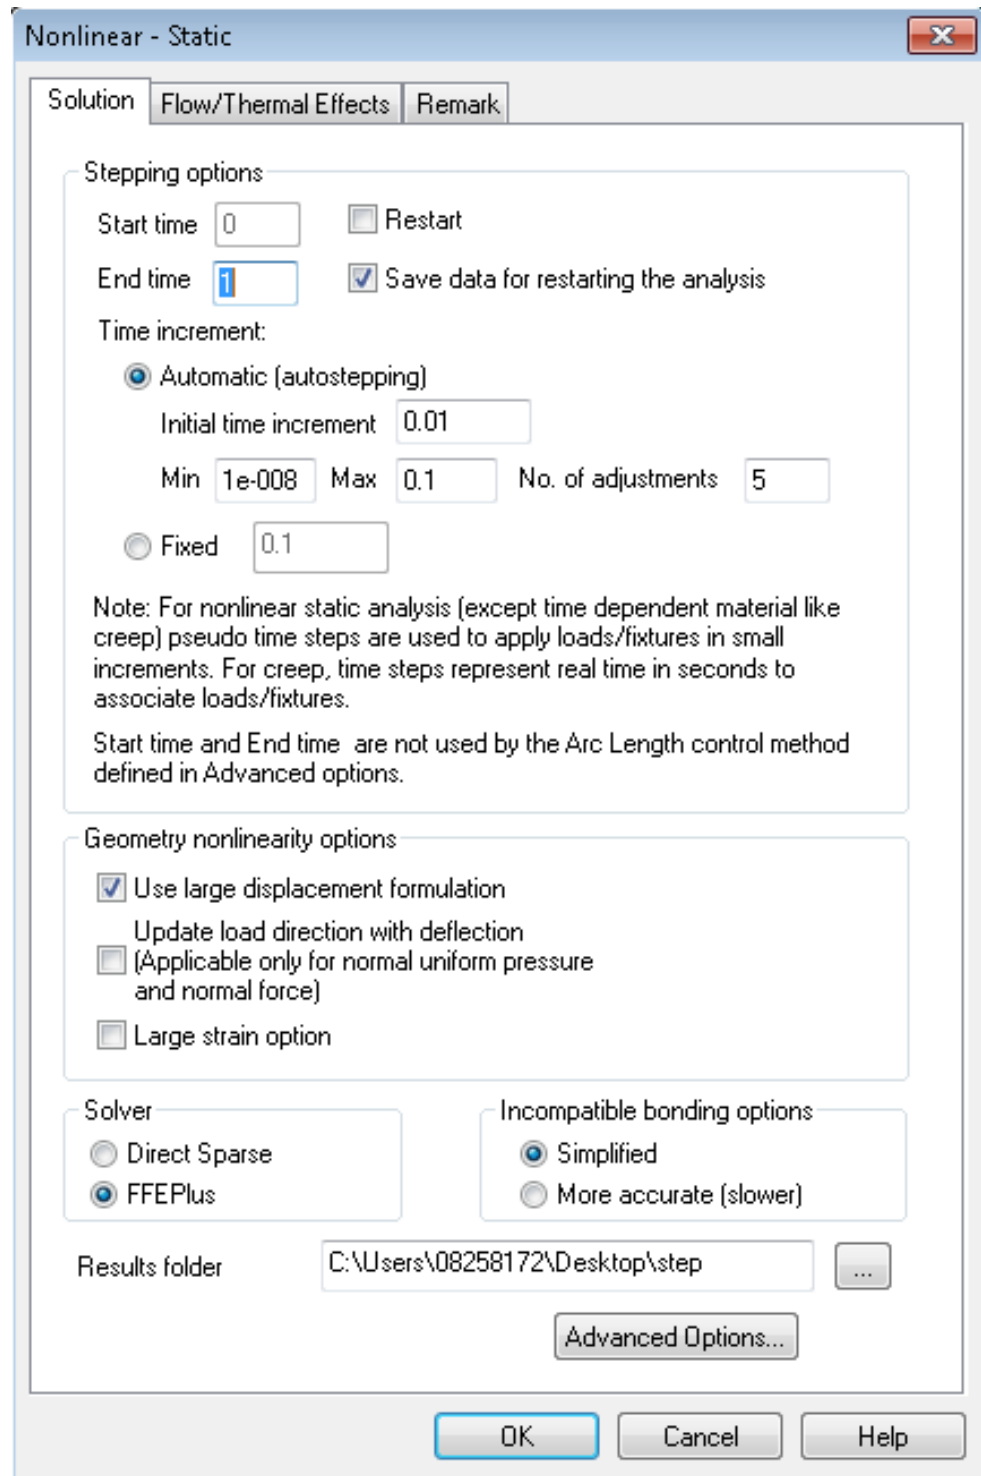 Nonlinear - Static
Solution Flow/Thermal Effects Remark
Stepping options
Start time 0 Restart
End time 1 Save data for restarting the analysis
Time increment:
Automatic (autostepping)
Initial time increment 0.01
Min 1e-008 Max 0.1 No. of adjustments 5
Fixed 0.1
Note: For nonlinear static analysis (except time dependent material like
creep) pseudo time steps are used to apply loads/fixtures in small
increments. For creep, time steps represent real time in seconds to
associate loads/fixtures.
Start time and End time are not used by the Arc Length control method
defined in Advanced options.
Geometry nonlinearity options
Use large displacement formulation
Update load direction with deflection
(Applicable only for normal uniform pressure
and normal force)
Large strain option
Solver Incompatible bonding options
Direct Sparse Simplified
FFEPlus More accurate (slower)
Results folder C:\Users\08258172\Desktop\step ...
Advanced Options...
OK Cancel Help